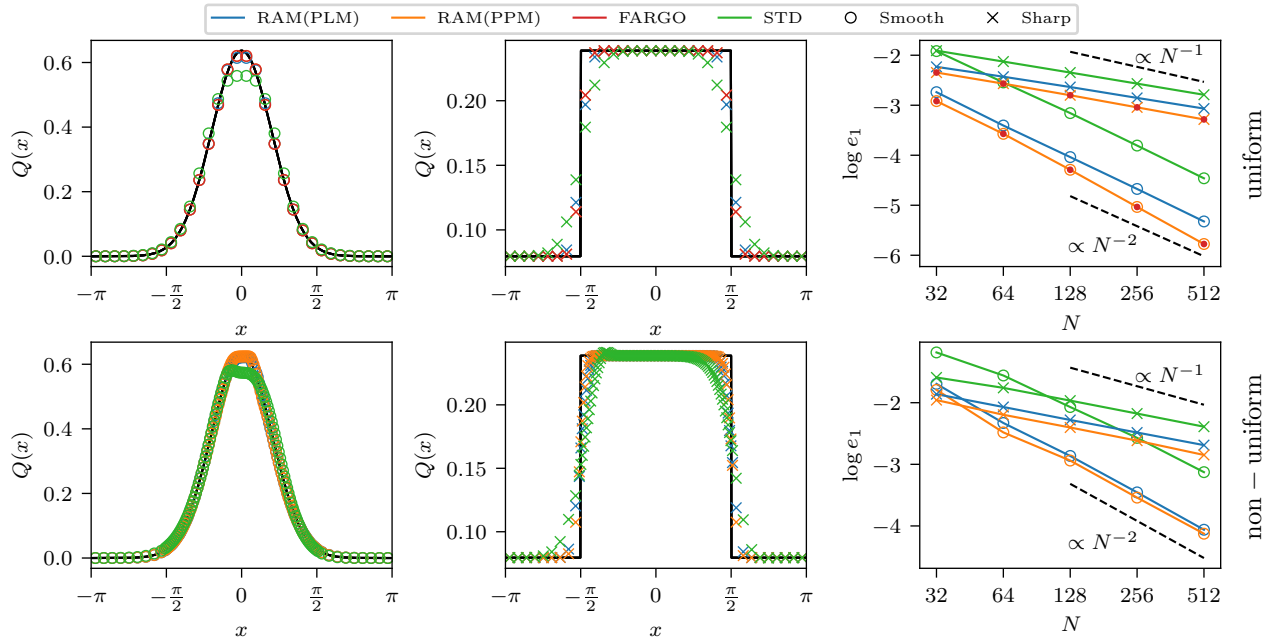 RAM(PLM) RAM(PPM) FARGO STD Smooth Sharp
0.6
0.4
0.2
0.0
Q(x)
−π −π/2 0 π/2 π
x
0.20
0.15
0.10
Q(x)
−π −π/2 0 π/2 π
x
−2
−3
−4
−5
−6
log e₁
∝ N⁻¹
∝ N⁻²
32 64 128 256 512
N
uniform
0.6
0.4
0.2
0.0
Q(x)
−π −π/2 0 π/2 π
x
0.20
0.15
0.10
Q(x)
−π −π/2 0 π/2 π
x
−2
−3
−4
log e₁
∝ N⁻¹
∝ N⁻²
32 64 128 256 512
N
non − uniform